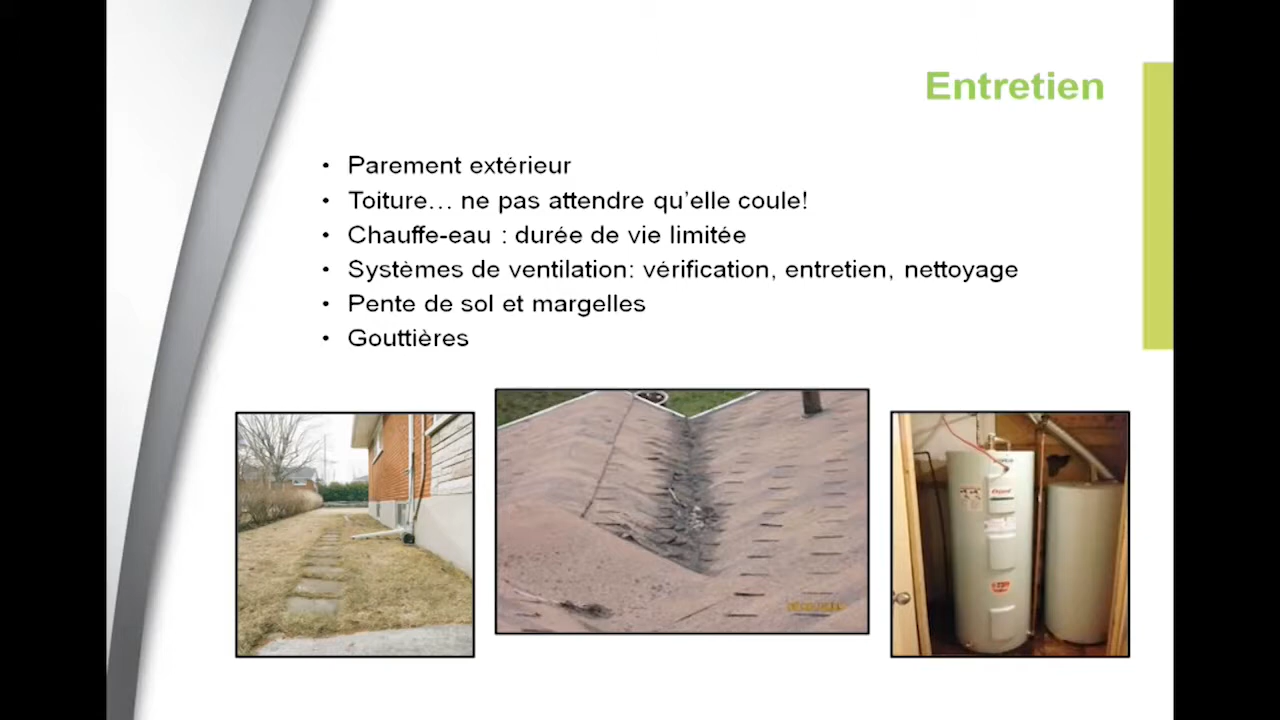 Entretien
• Parement extérieur
• Toiture… ne pas attendre qu'elle coule!
• Chauffe-eau : durée de vie limitée
• Systèmes de ventilation: vérification, entretien, nettoyage
• Pente de sol et margelles
• Gouttières